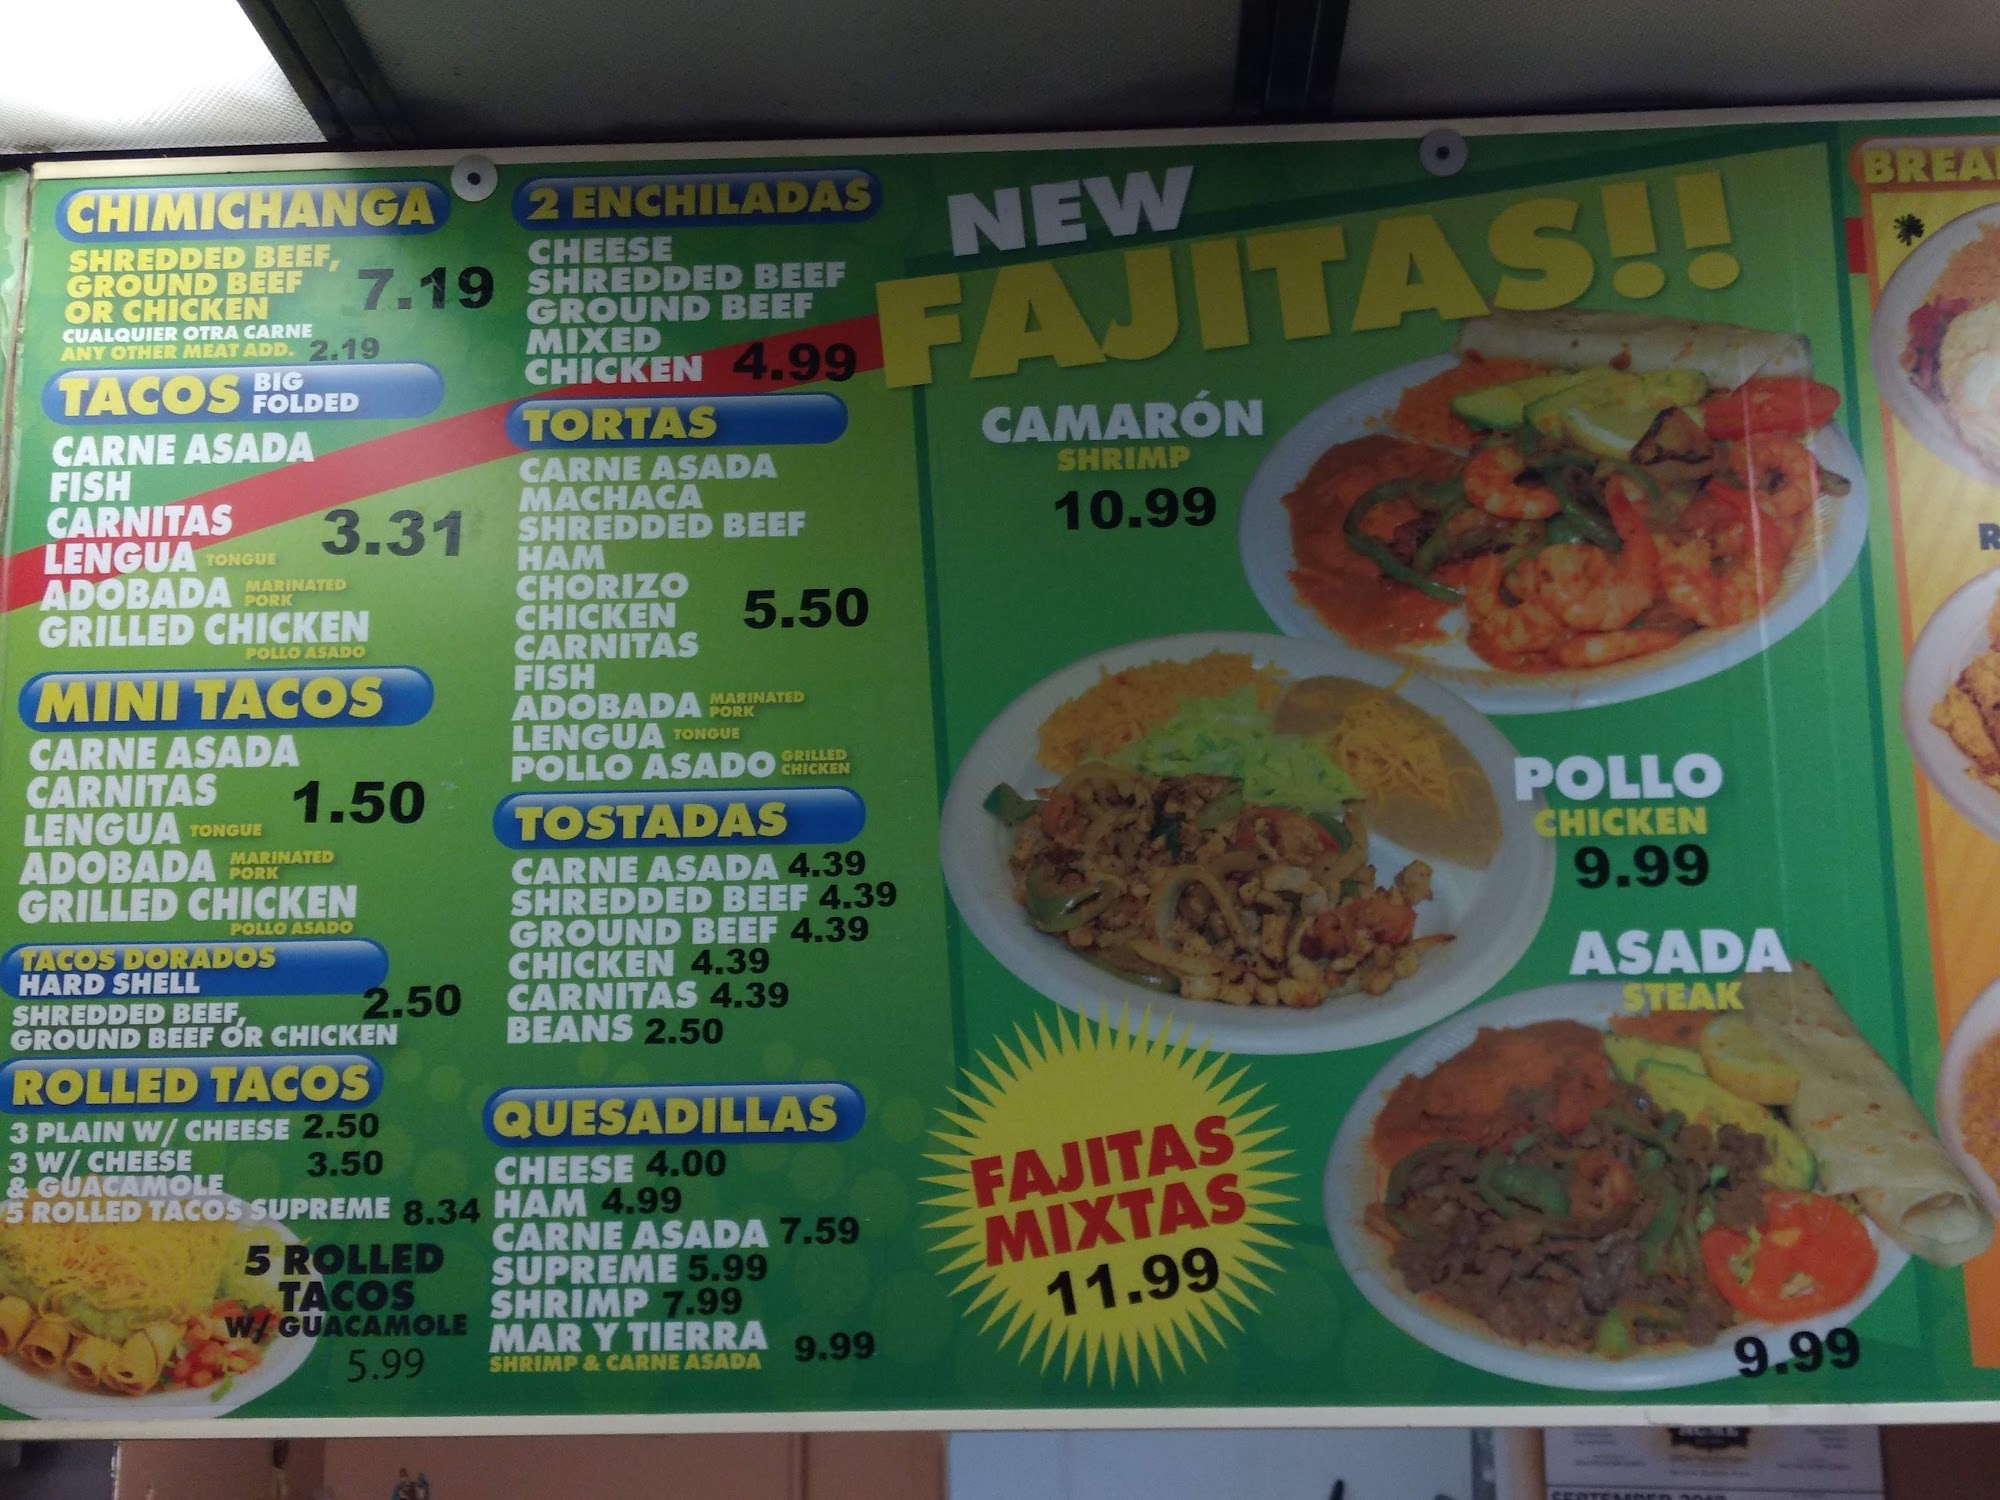 CHIMICHANGA
SHREDDED BEEF,
GROUND BEEF
OR CHICKEN
7.19
CUALQUIER OTRA CARNE
ANY OTHER MEAT ADD. 2.19
TACOS BIG
FOLDED
CARNE ASADA
FISH
CARNITAS
3.31
LENGUA TONGUE
ADOBADA MARINATED
PORK
GRILLED CHICKEN
POLLO ASADO
MINI TACOS
CARNE ASADA
CARNITAS
1.50
LENGUA TONGUE
ADOBADA MARINATED
PORK
GRILLED CHICKEN
POLLO ASADO
TACOS DORADOS
HARD SHELL
2.50
SHREDDED BEEF,
GROUND BEEF OR CHICKEN
ROLLED TACOS
3 PLAIN W/ CHEESE 2.50
3 W/ CHEESE 3.50
& GUACAMOLE
5 ROLLED TACOS SUPREME 8.34
5 ROLLED
TACOS
W/ GUACAMOLE
5.99
2 ENCHILADAS
CHEESE
SHREDDED BEEF
GROUND BEEF
MIXED
CHICKEN 4.99
TORTAS
CARNE ASADA
MACHACA
SHREDDED BEEF
HAM
CHORIZO
CHICKEN 5.50
CARNITAS
FISH
ADOBADA MARINATED
PORK
LENGUA TONGUE
POLLO ASADO GRILLED
CHICKEN
TOSTADAS
CARNE ASADA 4.39
SHREDDED BEEF 4.39
GROUND BEEF 4.39
CHICKEN 4.39
CARNITAS 4.39
BEANS 2.50
QUESADILLAS
CHEESE 4.00
HAM 4.99
CARNE ASADA 7.59
SUPREME 5.99
SHRIMP 7.99
MAR Y TIERRA 9.99
SHRIMP & CARNE ASADA
NEW
FAJITAS!!
CAMARÓN
SHRIMP
10.99
POLLO
CHICKEN
9.99
ASADA
STEAK
9.99
FAJITAS
MIXTAS
11.99
BREA
R
SEPTEMBER